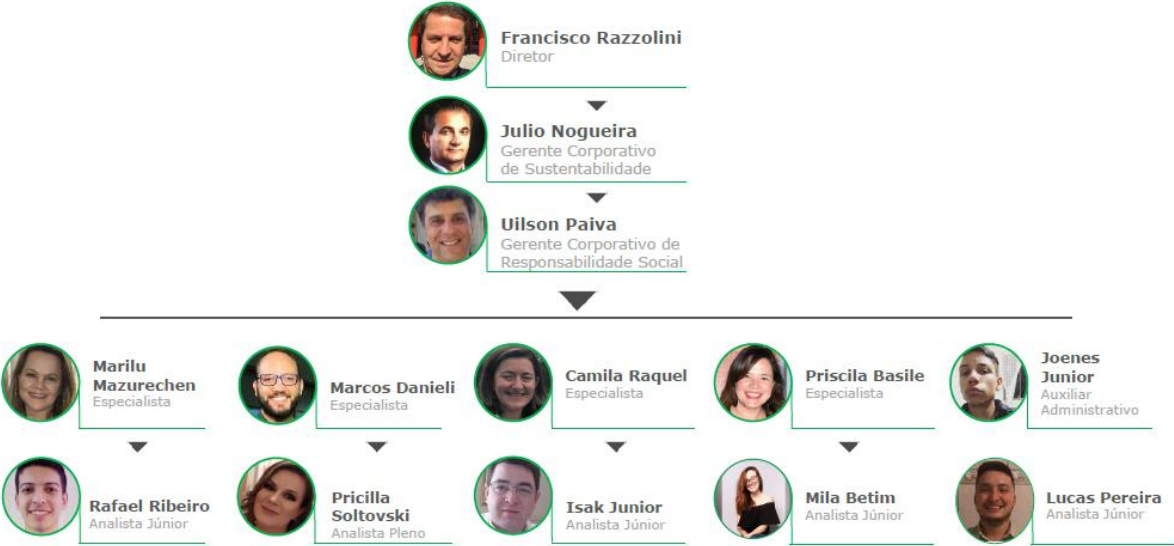 Francisco Razzolini
Diretor
Julio Nogueira
Gerente Corporativo
de Sustentabilidade
Uilson Paiva
Gerente Corporativo de
Responsabilidade Social
Marilu
Mazurechen
Especialista
Marcos Danieli
Especialista
Camila Raquel
Especialista
Priscila Basile
Especialista
Joenes
Junior
Auxiliar
Administrativo
Rafael Ribeiro
Analista Júnior
Pricilla
Soltovski
Analista Pleno
Isak Junior
Analista Júnior
Mila Betim
Analista Júnior
Lucas Pereira
Analista Júnior